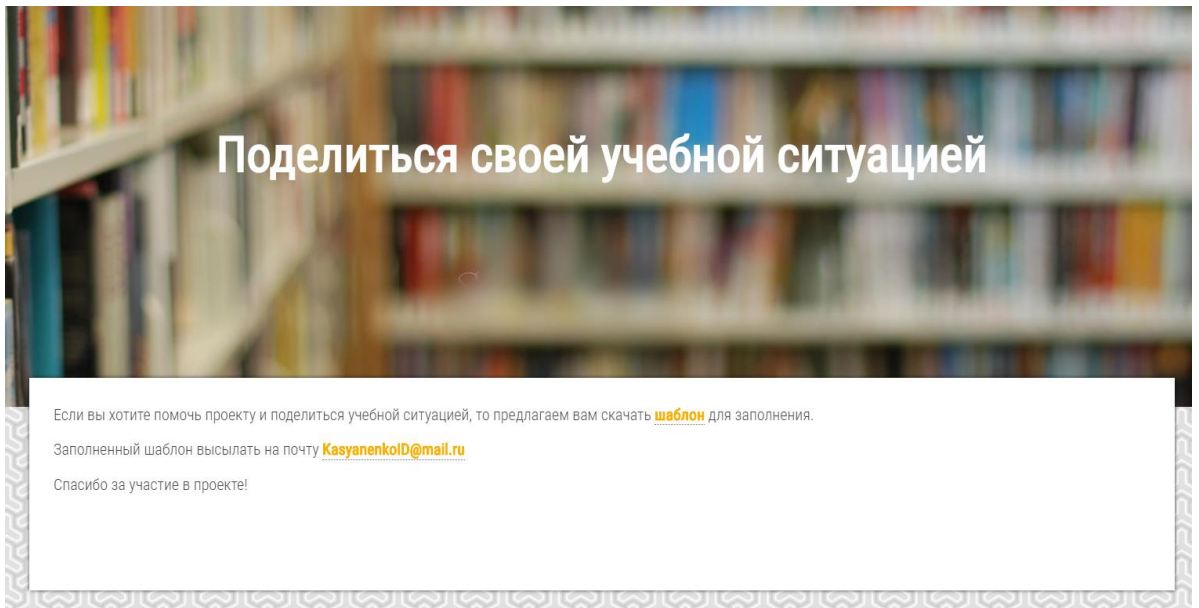 Поделиться своей учебной ситуацией
Если вы хотите помочь проекту и поделиться учебной ситуацией, то предлагаем вам скачать шаблон для заполнения.
Заполненный шаблон высылать на почту KasyanenkoID@mail.ru
Спасибо за участие в проекте!